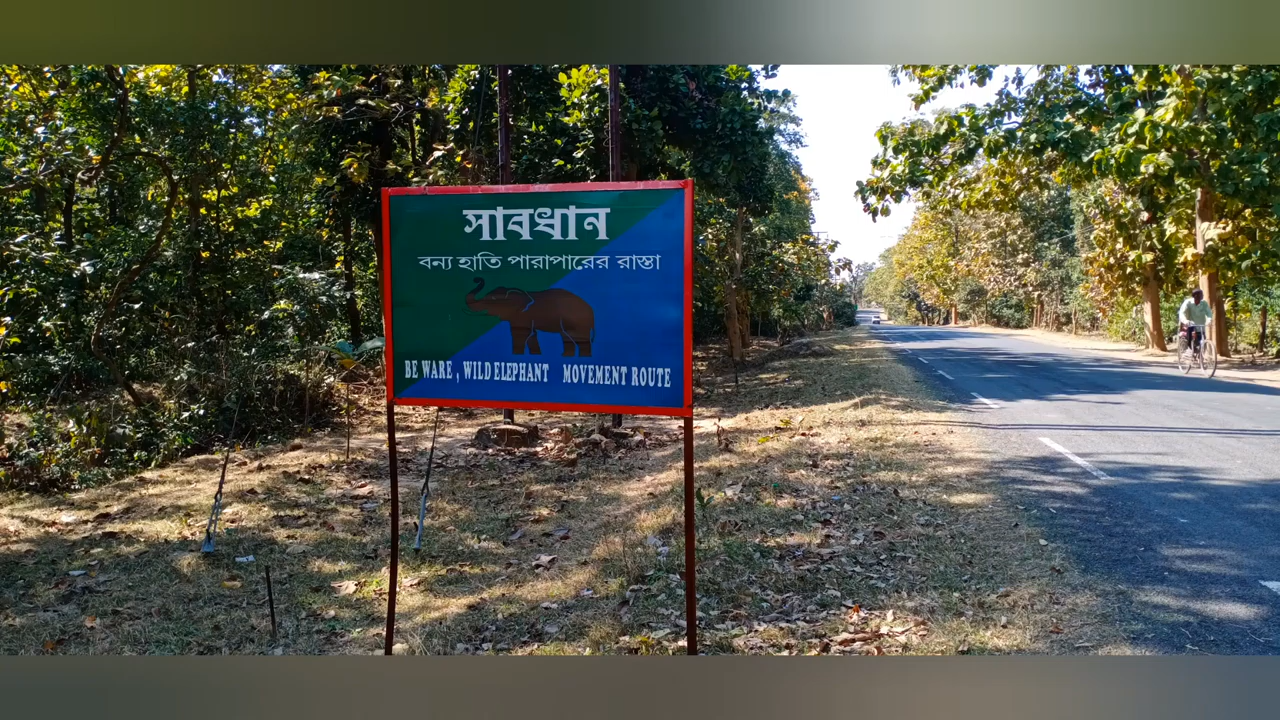 সাবধান
বন্য হাতি পারাপারের রাস্তা
BE WARE , WILD ELEPHANT MOVEMENT ROUTE